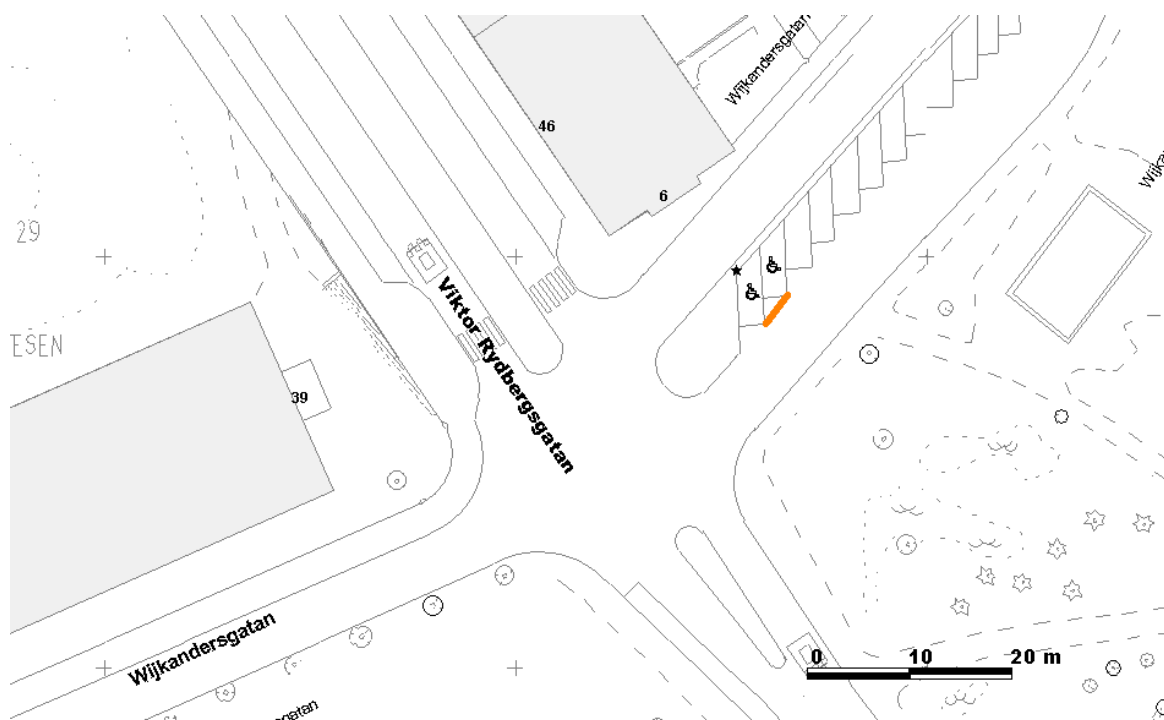 Wijkandersgatan
46
6
29
Viktor Rydbergsgatan
ESEN
39
Wijkandersgatan
0 10 20 m